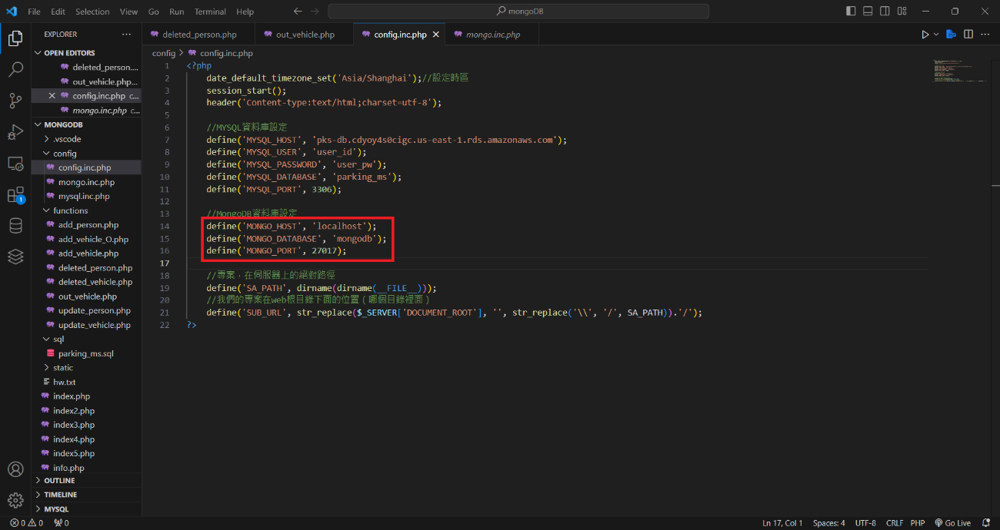 File Edit Selection View Go Run Terminal Help
mongoDB
EXPLORER
OPEN EDITORS
deleted_person....
out_vehicle.php...
config.inc.php c...
mongo.inc.php c...
MONGODB
.vscode
config
config.inc.php
mongo.inc.php
mysql.inc.php
functions
add_person.php
add_vehicle_O.php
add_vehicle.php
deleted_person.php
deleted_vehicle.php
out_vehicle.php
update_person.php
update_vehicle.php
sql
parking_ms.sql
static
hw.txt
index.php
index2.php
index3.php
index4.php
index5.php
info.php
OUTLINE
TIMELINE
MYSQL
1
deleted_person.php out_vehicle.php config.inc.php mongo.inc.php
config > config.inc.php
1 <?php
2 date_default_timezone_set('Asia/Shanghai');//設定時區
3 session_start();
4 header('Content-type:text/html;charset=utf-8');
5
6 //MYSQL資料庫設定
7 define('MYSQL_HOST', 'pks-db.cdyoy4s0cigc.us-east-1.rds.amazonaws.com');
8 define('MYSQL_USER', 'user_id');
9 define('MYSQL_PASSWORD', 'user_pw');
10 define('MYSQL_DATABASE', 'parking_ms');
11 define('MYSQL_PORT', 3306);
12
13 //MongoDB資料庫設定
14 define('MONGO_HOST', 'localhost');
15 define('MONGO_DATABASE', 'mongodb');
16 define('MONGO_PORT', 27017);
17
18 //專案，在伺服器上的絕對路徑
19 define('SA_PATH', dirname(dirname(__FILE__)));
20 //我們的專案在web根目錄下面的位置（哪個目錄裡面）
21 define('SUB_URL', str_replace($_SERVER['DOCUMENT_ROOT'], '', str_replace('\\', '/', SA_PATH)).'/');
22 ?>
0 0 0 Ln 17, Col 1 Spaces: 4 UTF-8 CRLF PHP Go Live